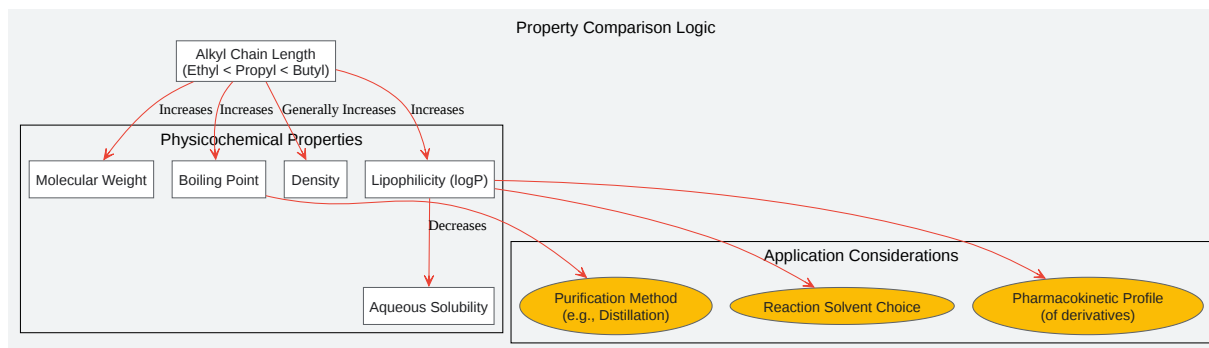 Property Comparison Logic
Alkyl Chain Length
(Ethyl < Propyl < Butyl)
Increases
Increases
Generally Increases
Increases
Physicochemical Properties
Molecular Weight
Boiling Point
Density
Lipophilicity (logP)
Decreases
Aqueous Solubility
Application Considerations
Purification Method
(e.g., Distillation)
Reaction Solvent Choice
Pharmacokinetic Profile
(of derivatives)